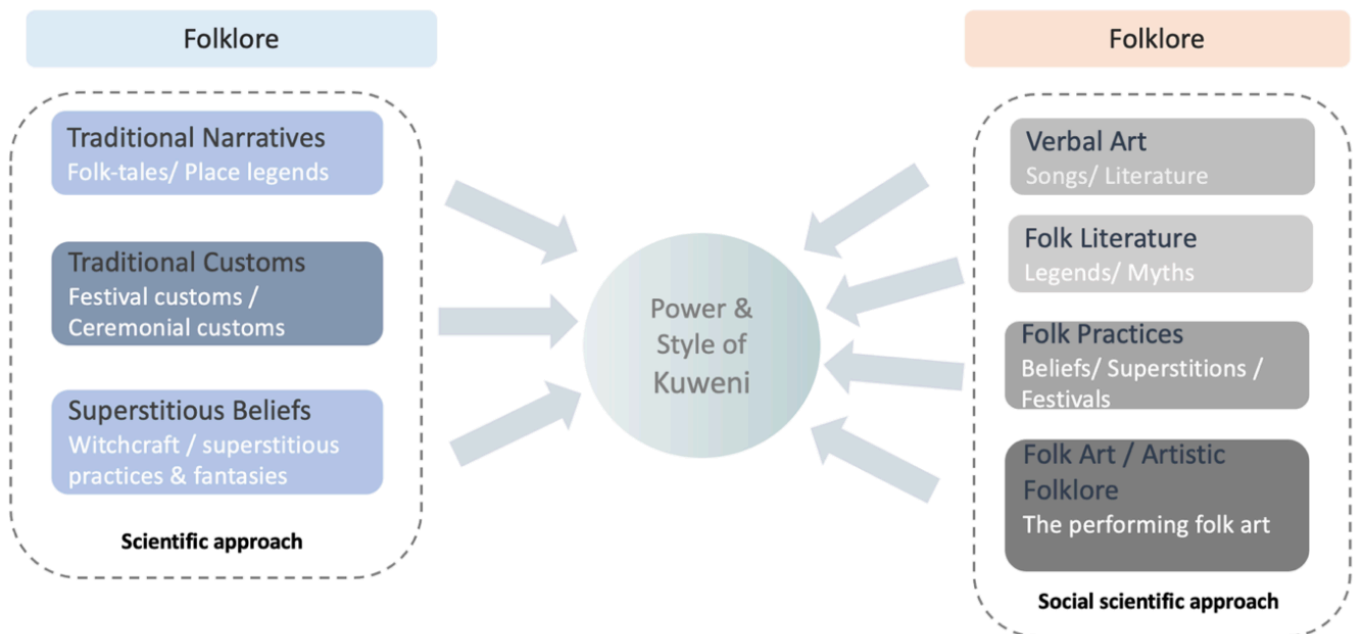 Folklore
Traditional Narratives
Folk-tales/ Place legends
Traditional Customs
Festival customs /
Ceremonial customs
Superstitious Beliefs
Witchcraft / superstitious
practices & fantasies
Scientific approach
Power &
Style of
Kuweni
Folklore
Verbal Art
Songs/ Literature
Folk Literature
Legends/ Myths
Folk Practices
Beliefs/ Superstitions /
Festivals
Folk Art / Artistic
Folklore
The performing folk art
Social scientific approach